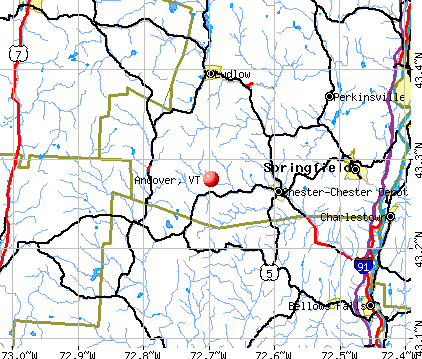 7
Ludlow
43.4°N
Perkinsville
Springfield
43.3°N
Andover, VT
Chester-Chester Depot
Charlestown
43.2°N
91
5
Bellows Falls
43.1°N
73.0°W 72.9°W 72.8°W 72.7°W 72.6°W 72.5°W 72.4°W